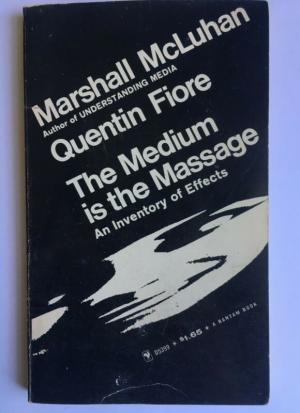 Marshall McLuhan
Author of UNDERSTANDING MEDIA
Quentin Fiore
The Medium
is the Massage
An Inventory of Effects
D3399 * $1.65 * A BANTAM BOOK